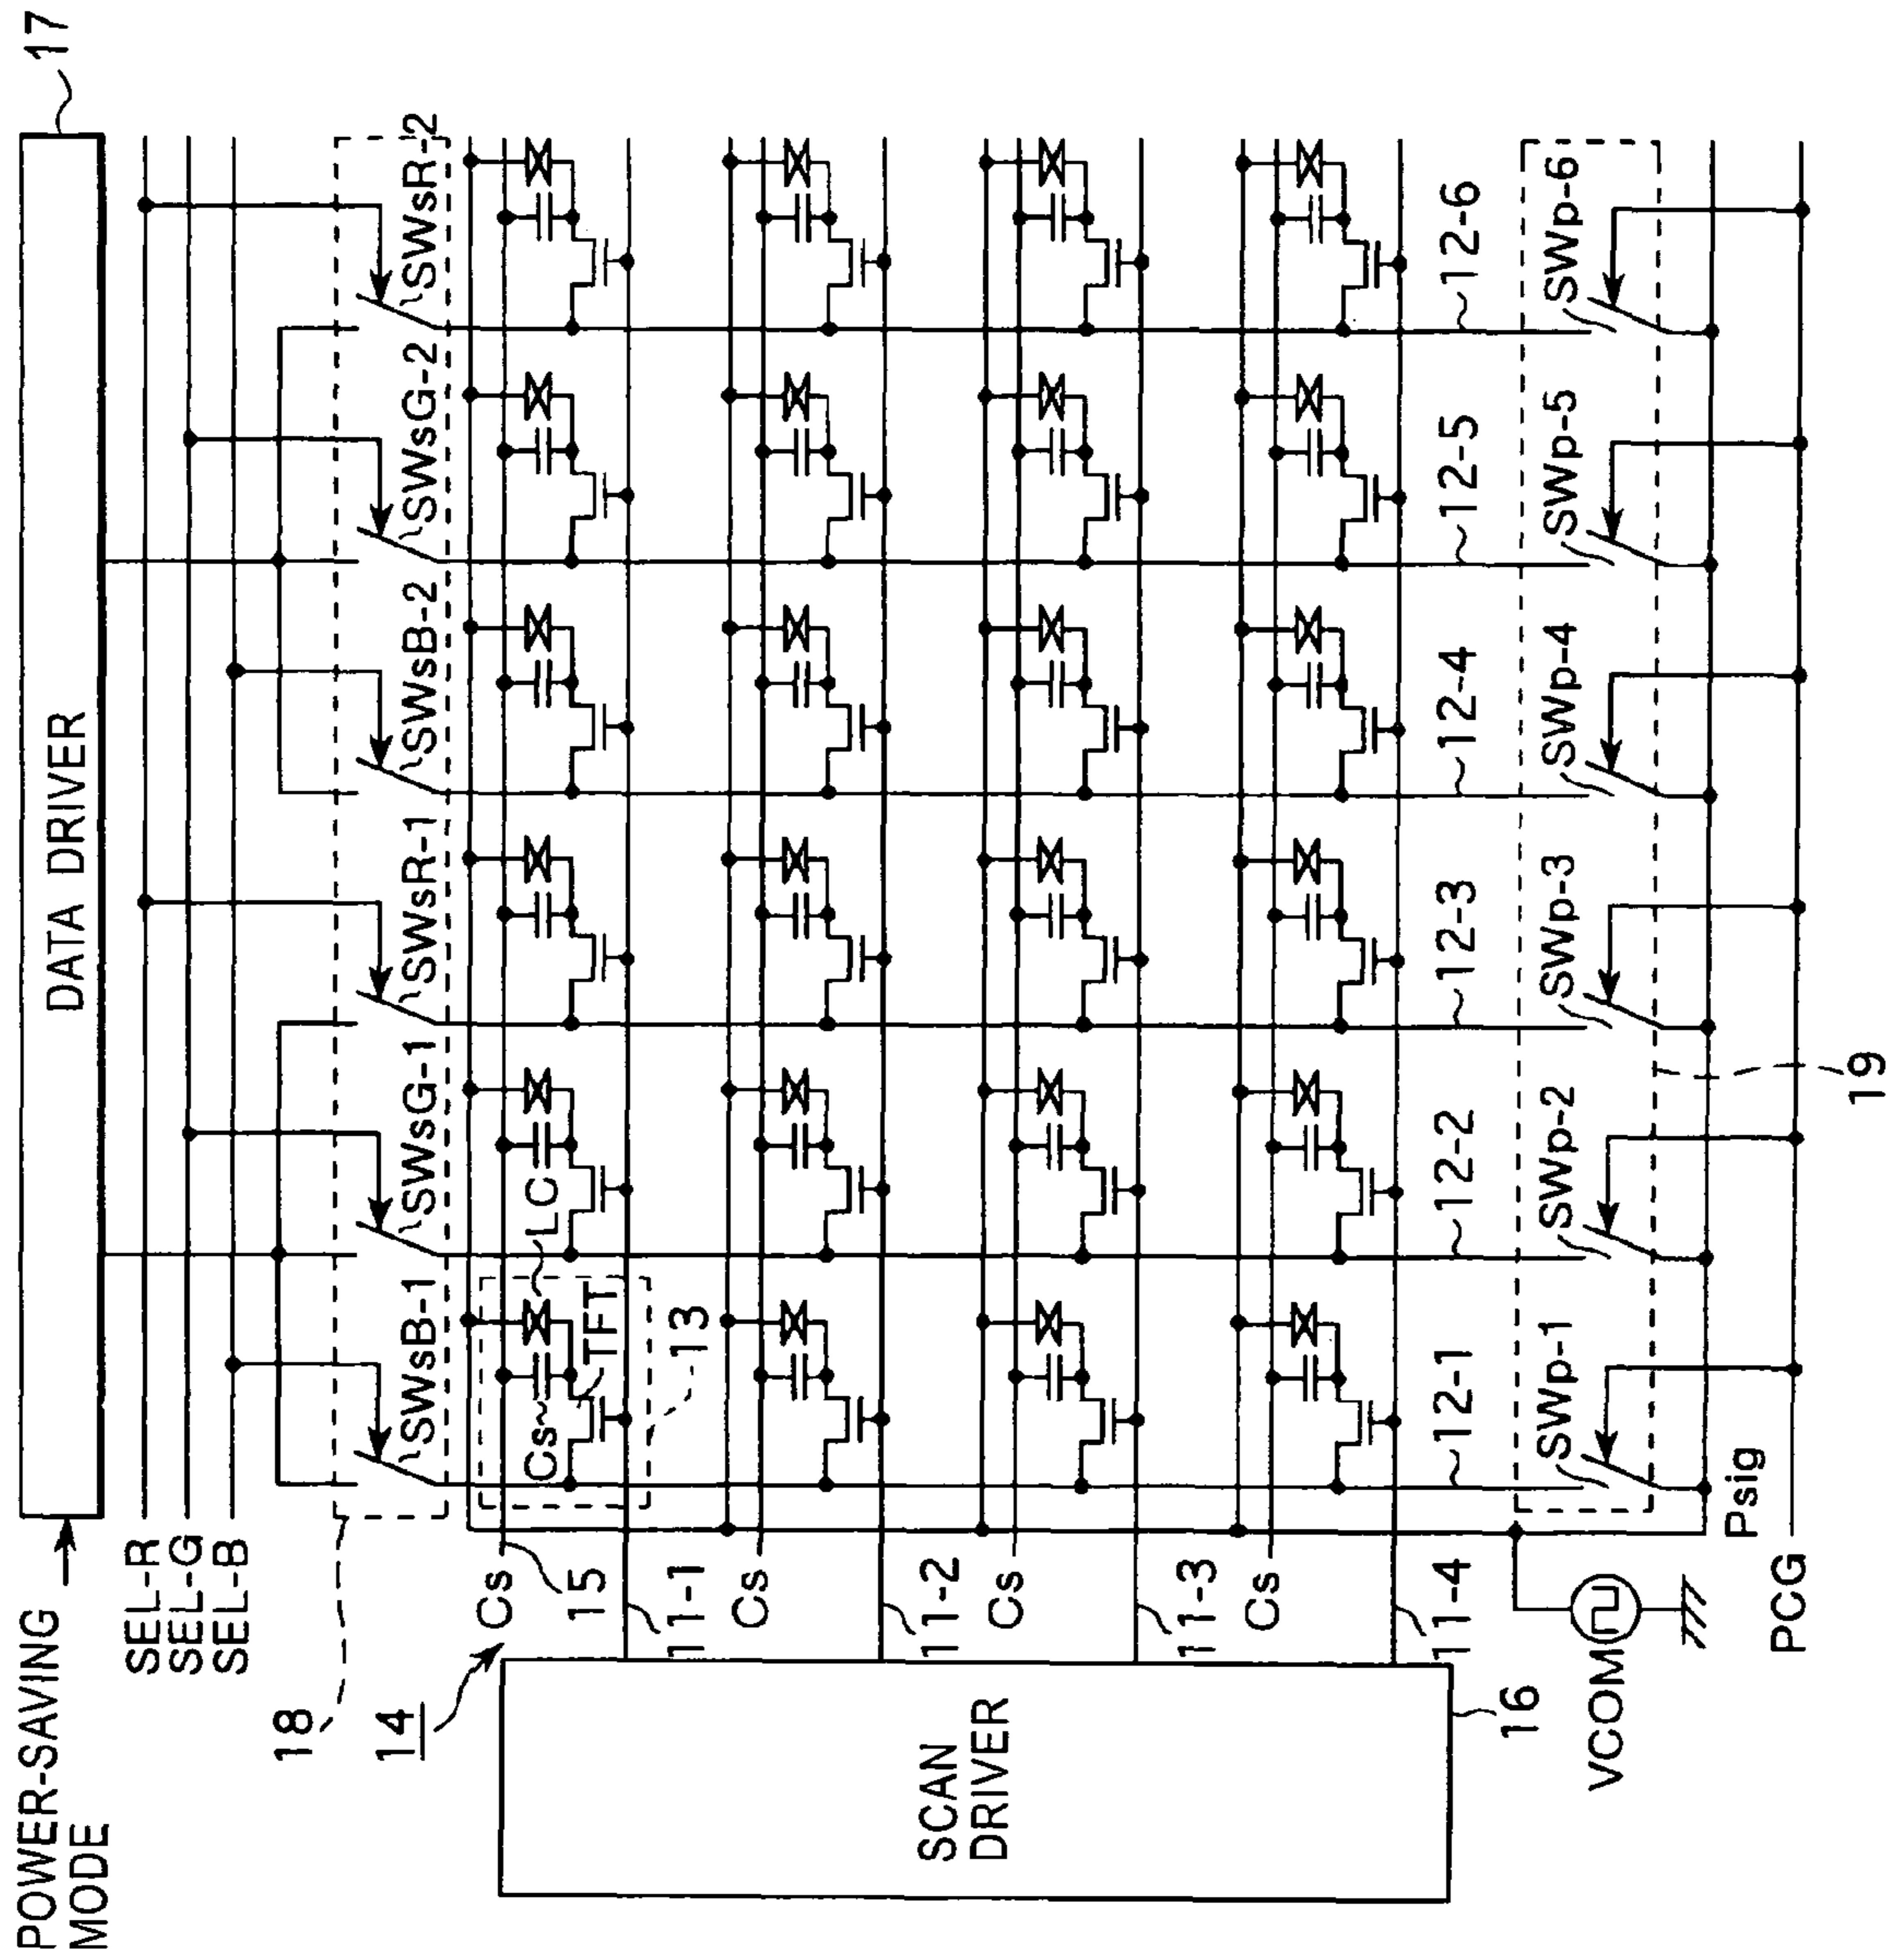 POWER-SAVING
MODE
DATA DRIVER
17
SEL-R
SEL-G
SEL-B
18
SWsB-1
SWsG-1
SWsR-1
SWsB-2
SWsG-2
SWsR-2
14
Cs
15
Cs
LC
TFT
13
11-1
Cs
11-2
Cs
11-3
Cs
11-4
SCAN
DRIVER
16
12-1
12-2
12-3
12-4
12-5
12-6
SWp-1
SWp-2
SWp-3
SWp-4
SWp-5
SWp-6
VCOM
Psig
PCG
19